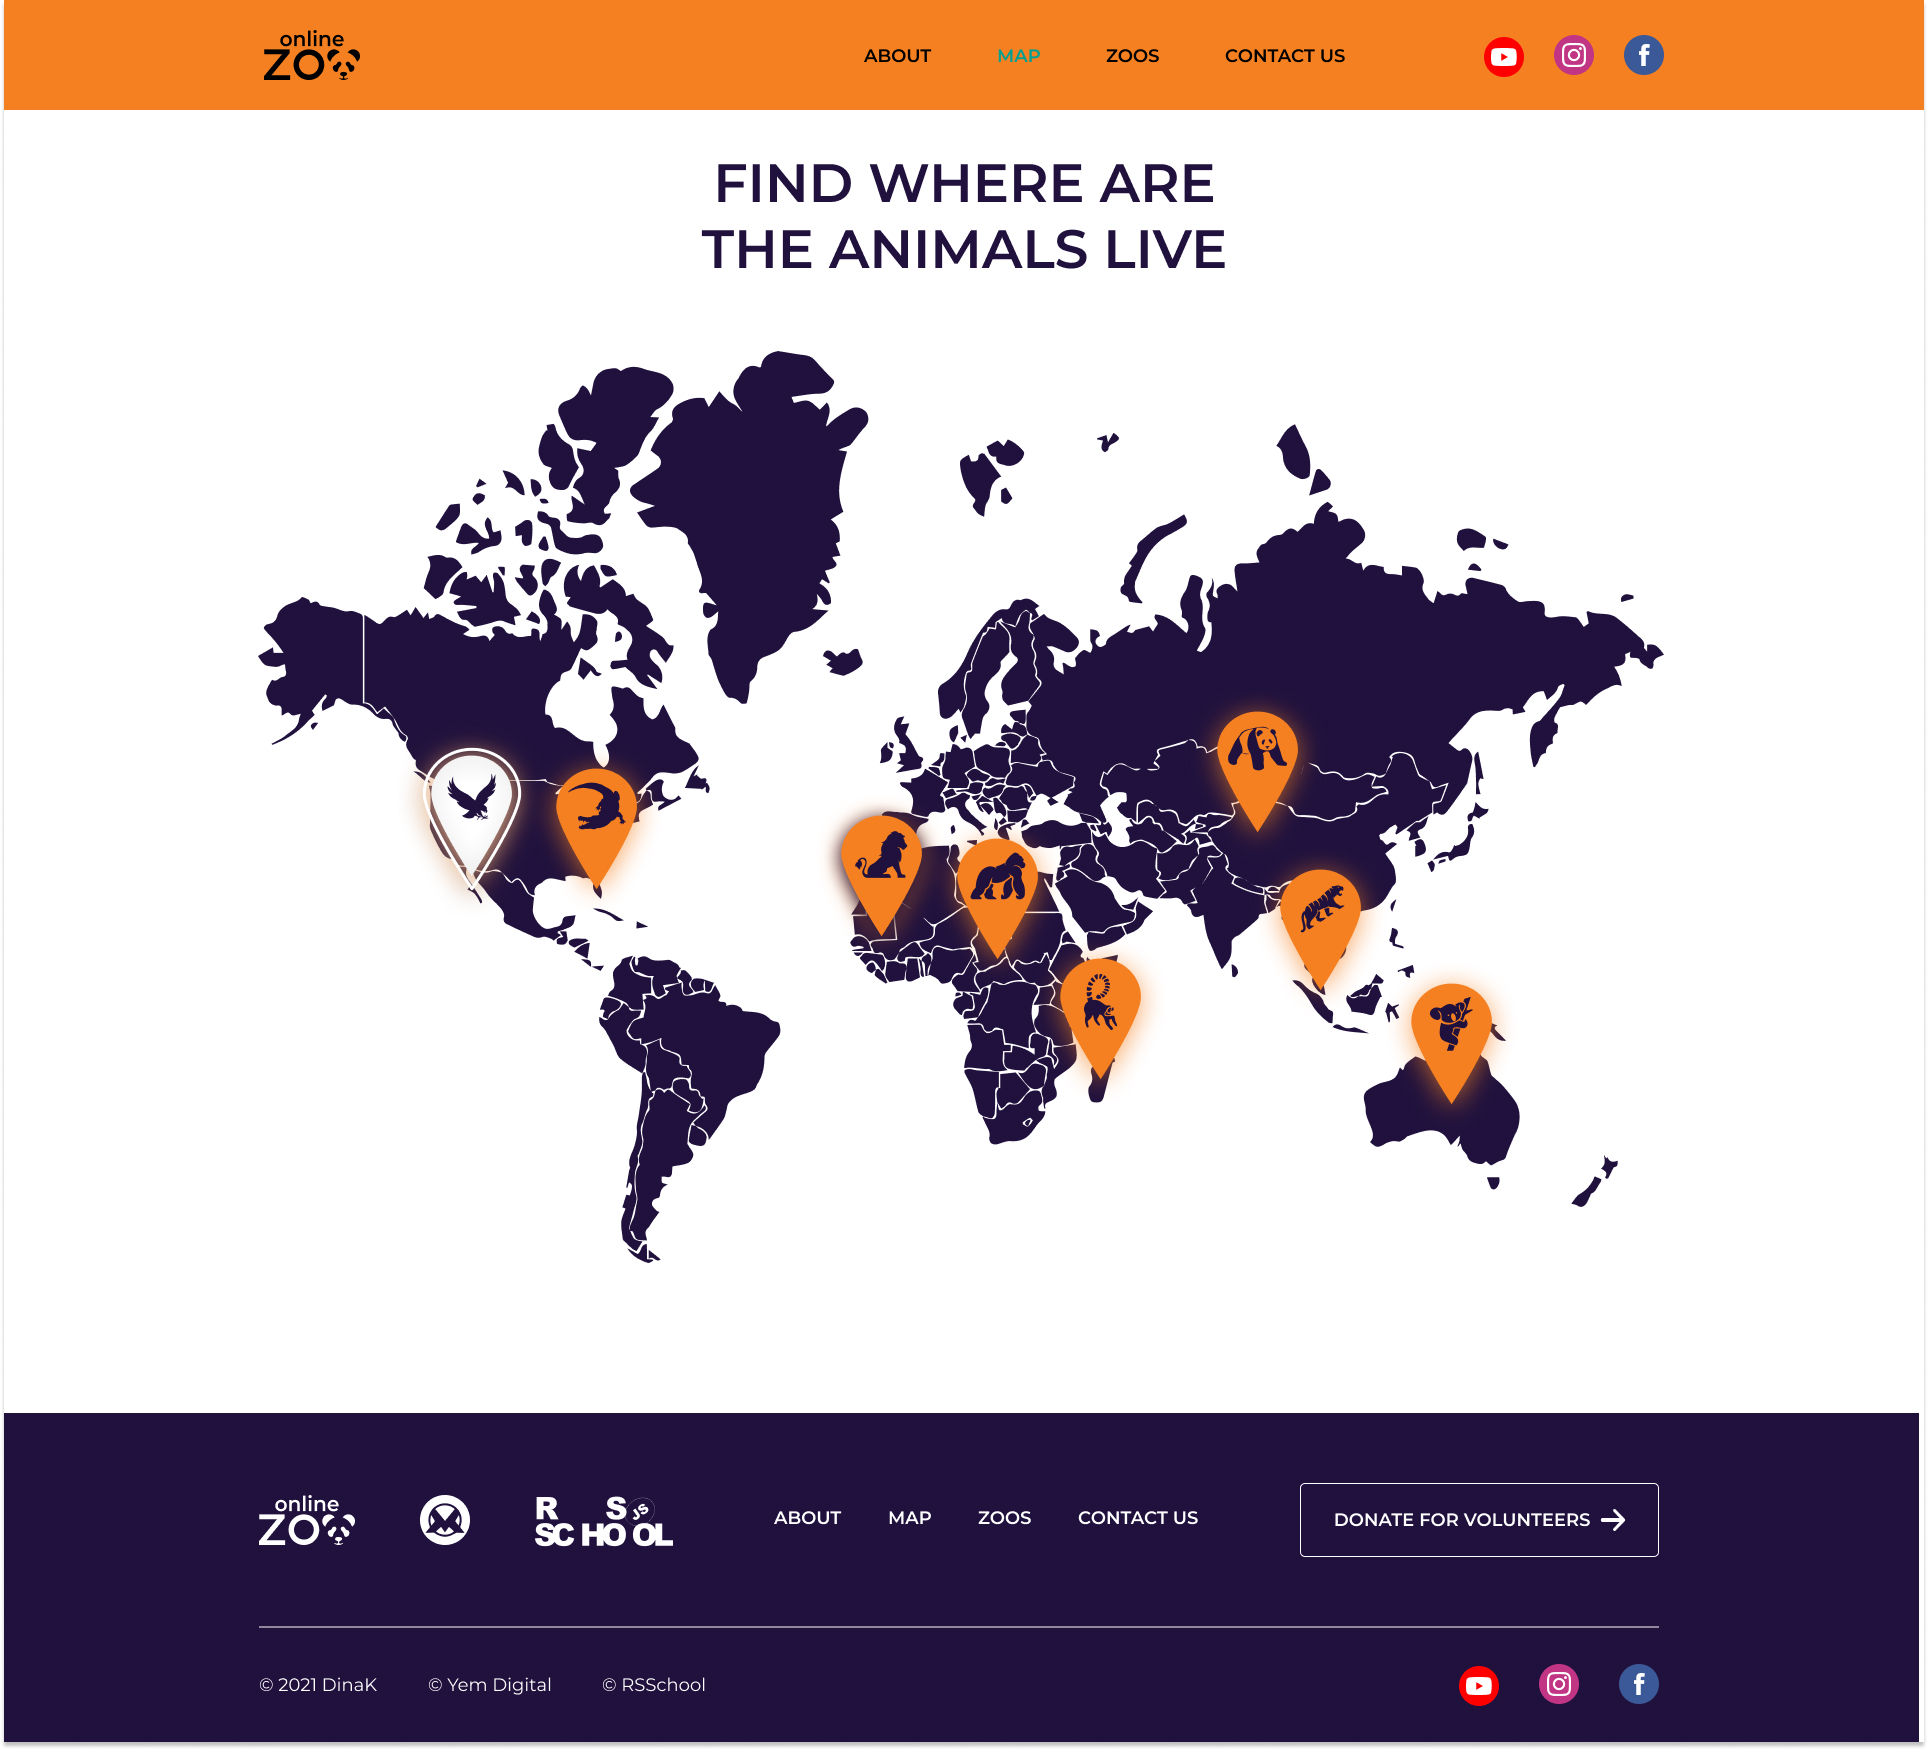 online
ZOO
ABOUT MAP ZOOS CONTACT US
FIND WHERE ARE
THE ANIMALS LIVE
online
ZOO
RS JS
SCHOOL
ABOUT MAP ZOOS CONTACT US
DONATE FOR VOLUNTEERS
© 2021 DinaK © Yem Digital © RSSchool